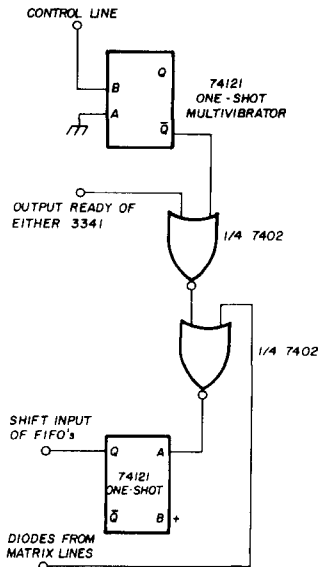 CONTROL LINE
Q
B
A
Q̅
74121
ONE-SHOT
MULTIVIBRATOR
OUTPUT READY OF
EITHER 3341
1/4 7402
1/4 7402
SHIFT INPUT
OF FIFO's
Q
A
74121
ONE-SHOT
Q̅
B +
DIODES FROM
MATRIX LINES